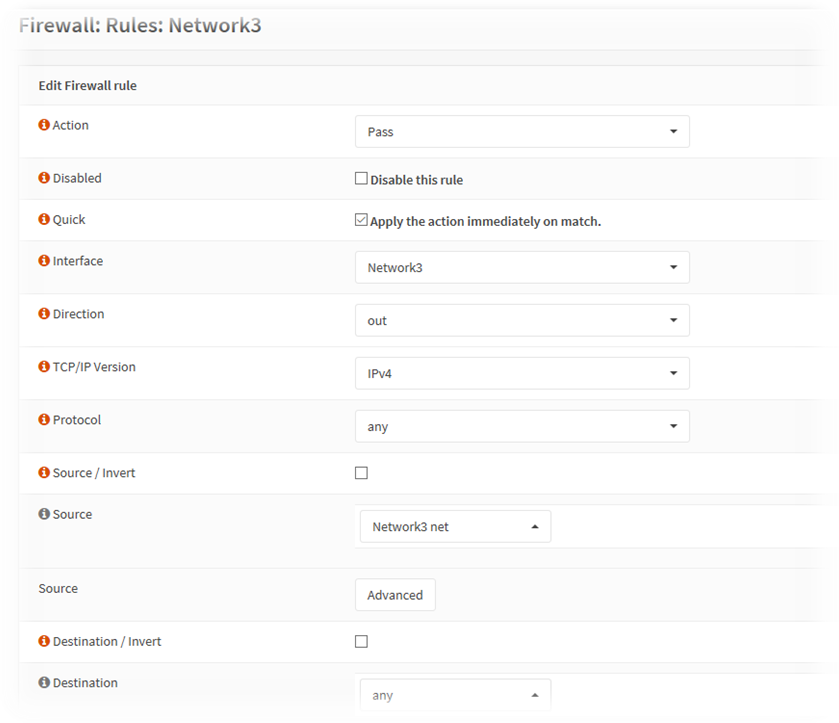 Firewall: Rules: Network3
Edit Firewall rule
Action
Pass
Disabled
Disable this rule
Quick
Apply the action immediately on match.
Interface
Network3
Direction
out
TCP/IP Version
IPv4
Protocol
any
Source / Invert
Source
Network3 net
Source
Advanced
Destination / Invert
Destination
any